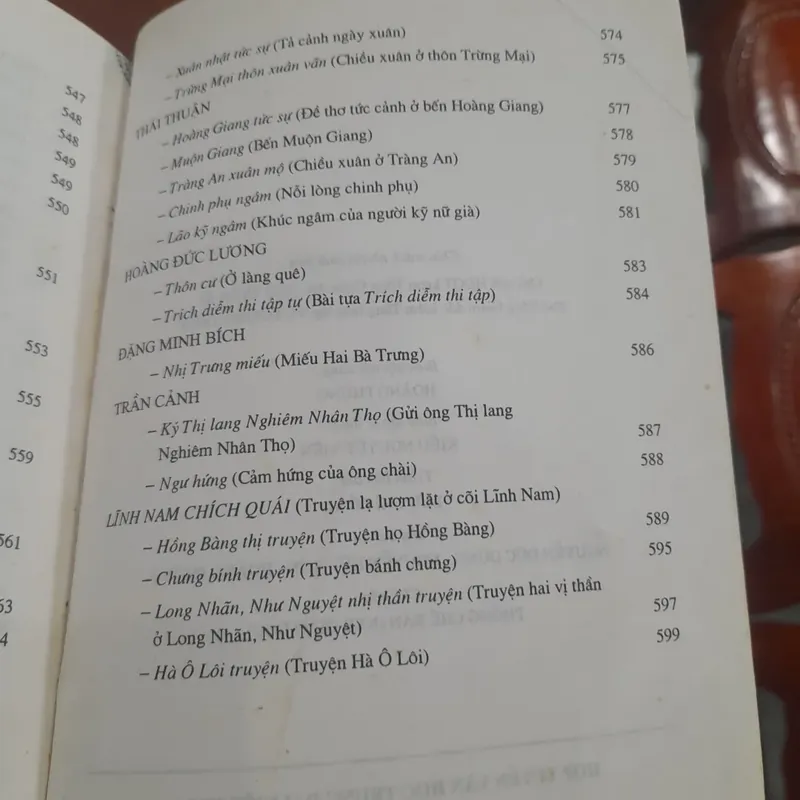 547
548
548
549
549
550
551
553
555
559
561
63
4
– Xuân nhật tức sự (Tả cảnh ngày xuân) 574
– Trừng Mại thôn xuân vãn (Chiều xuân ở thôn Trừng Mại) 575
THÁI THUẬN
– Hoàng Giang tức sự (Đề thơ tức cảnh ở bến Hoàng Giang) 577
– Muộn Giang (Bến Muộn Giang) 578
– Tràng An xuân mộ (Chiều xuân ở Tràng An) 579
– Chinh phụ ngâm (Nỗi lòng chinh phụ) 580
– Lão kỹ ngâm (Khúc ngâm của người kỹ nữ già) 581
HOÀNG ĐỨC LƯƠNG
– Thôn cư (Ở làng quê) 583
– Trích diễm thi tập tự (Bài tựa Trích diễm thi tập) 584
ĐẶNG MINH BÍCH
– Nhị Trưng miếu (Miếu Hai Bà Trưng) 586
TRẦN CẢNH
– Ký Thị lang Nghiêm Nhân Thọ (Gửi ông Thị lang
Nghiêm Nhân Thọ) 587
– Ngư hứng (Cảm hứng của ông chài) 588
LĨNH NAM CHÍCH QUÁI (Truyện lạ lượm lặt ở cõi Lĩnh Nam)
– Hồng Bàng thị truyện (Truyện họ Hồng Bàng) 589
– Chưng bính truyện (Truyện bánh chưng) 595
– Long Nhãn, Như Nguyệt nhị thần truyện (Truyện hai vị thần
ở Long Nhãn, Như Nguyệt) 597
– Hà Ô Lôi truyện (Truyện Hà Ô Lôi) 599